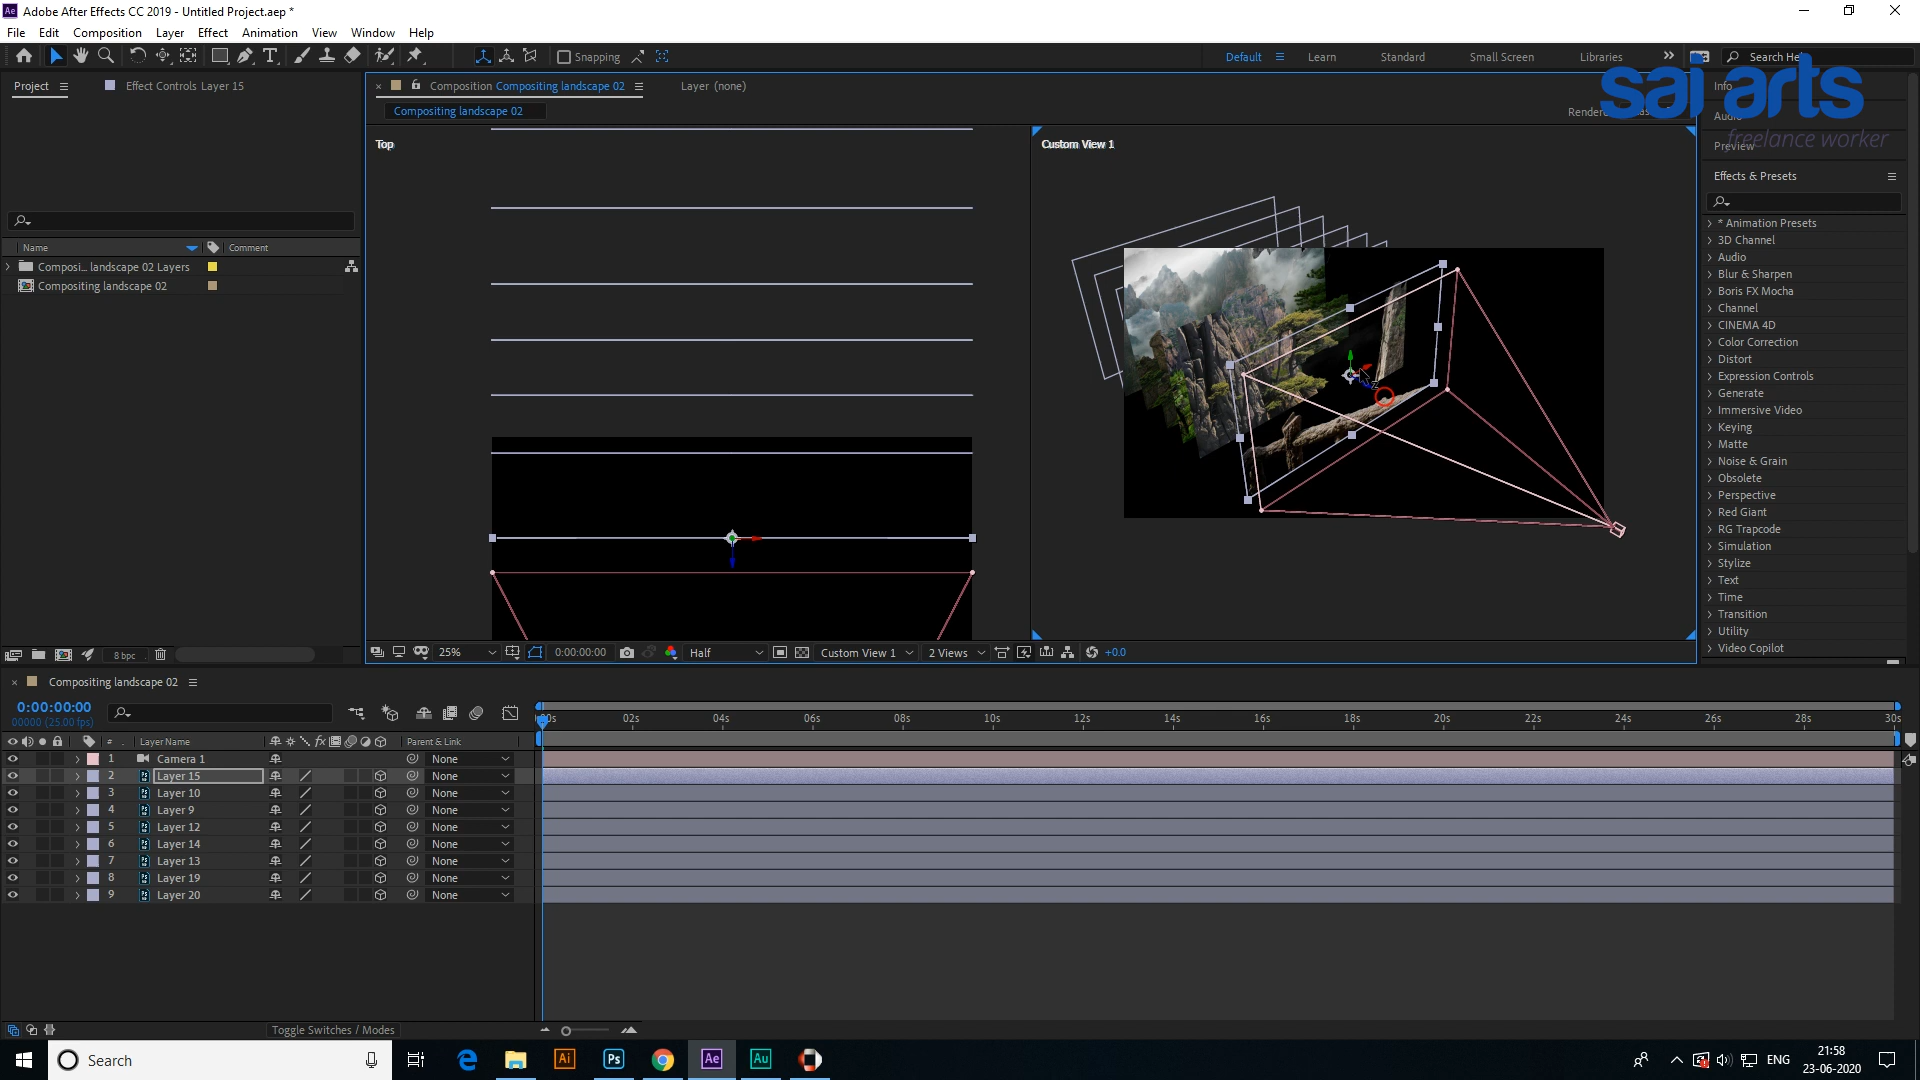 Adobe After Effects CC 2019 - Untitled Project.aep *
File Edit Composition Layer Effect Animation View Window Help
Snapping
Default Learn Standard Small Screen Libraries
Search He
sai arts
freelance worker
Project Effect Controls Layer 15
Composition Compositing landscape 02 Layer (none)
Compositing landscape 02
Info
Audio
Preview
Effects & Presets
Top
Custom View 1
Name Comment
Composi... landscape 02 Layers
Compositing landscape 02
* Animation Presets
3D Channel
Audio
Blur & Sharpen
Boris FX Mocha
Channel
CINEMA 4D
Color Correction
Distort
Expression Controls
Generate
Immersive Video
Keying
Matte
Noise & Grain
Obsolete
Perspective
Red Giant
RG Trapcode
Simulation
Stylize
Text
Time
Transition
Utility
Video Copilot
8 bpc
25% 0:00:00:00 Half Custom View 1 2 Views +0.0
Compositing landscape 02
0:00:00:00
00000 (25.00 fps)
02s 04s 06s 08s 10s 12s 14s 16s 18s 20s 22s 24s 26s 28s 30s
# Layer Name Parent & Link
1 Camera 1 None
2 Layer 15 None
3 Layer 10 None
4 Layer 9 None
5 Layer 12 None
6 Layer 14 None
7 Layer 13 None
8 Layer 19 None
9 Layer 20 None
Toggle Switches / Modes
Search
ENG
21:58
23-06-2020